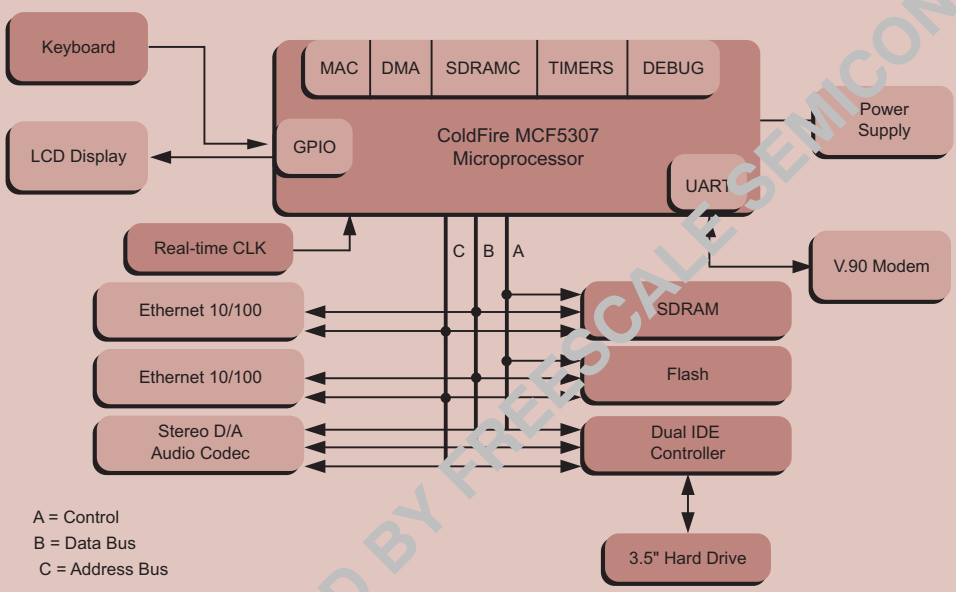 Keyboard
MAC DMA SDRAMC TIMERS DEBUG
Power
Supply
ColdFire MCF5307
Microprocessor
GPIO
LCD Display
UART
Real-time CLK
C B A
V.90 Modem
Ethernet 10/100
SDRAM
Ethernet 10/100
Flash
Stereo D/A
Audio Codec
Dual IDE
Controller
A = Control
B = Data Bus
C = Address Bus
3.5" Hard Drive
D BY FREESCALE SEMICON